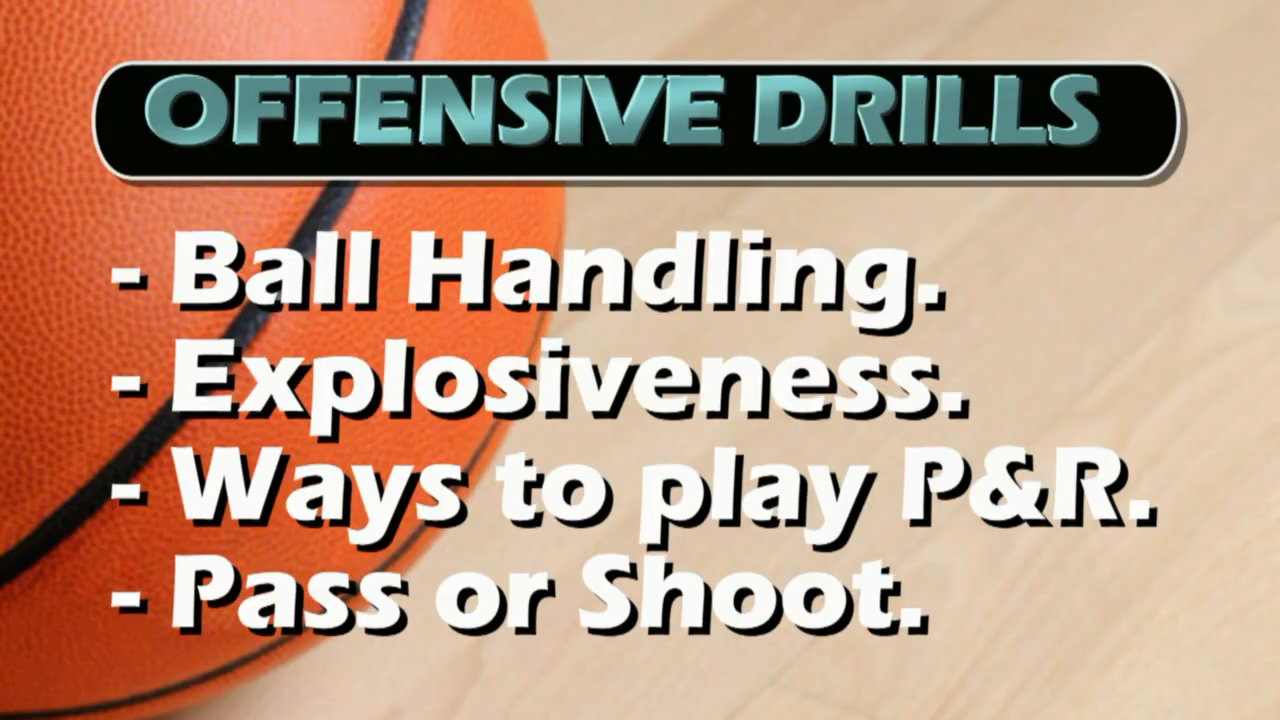 OFFENSIVE DRILLS
- Ball Handling.
- Explosiveness.
- Ways to play P&R.
- Pass or Shoot.